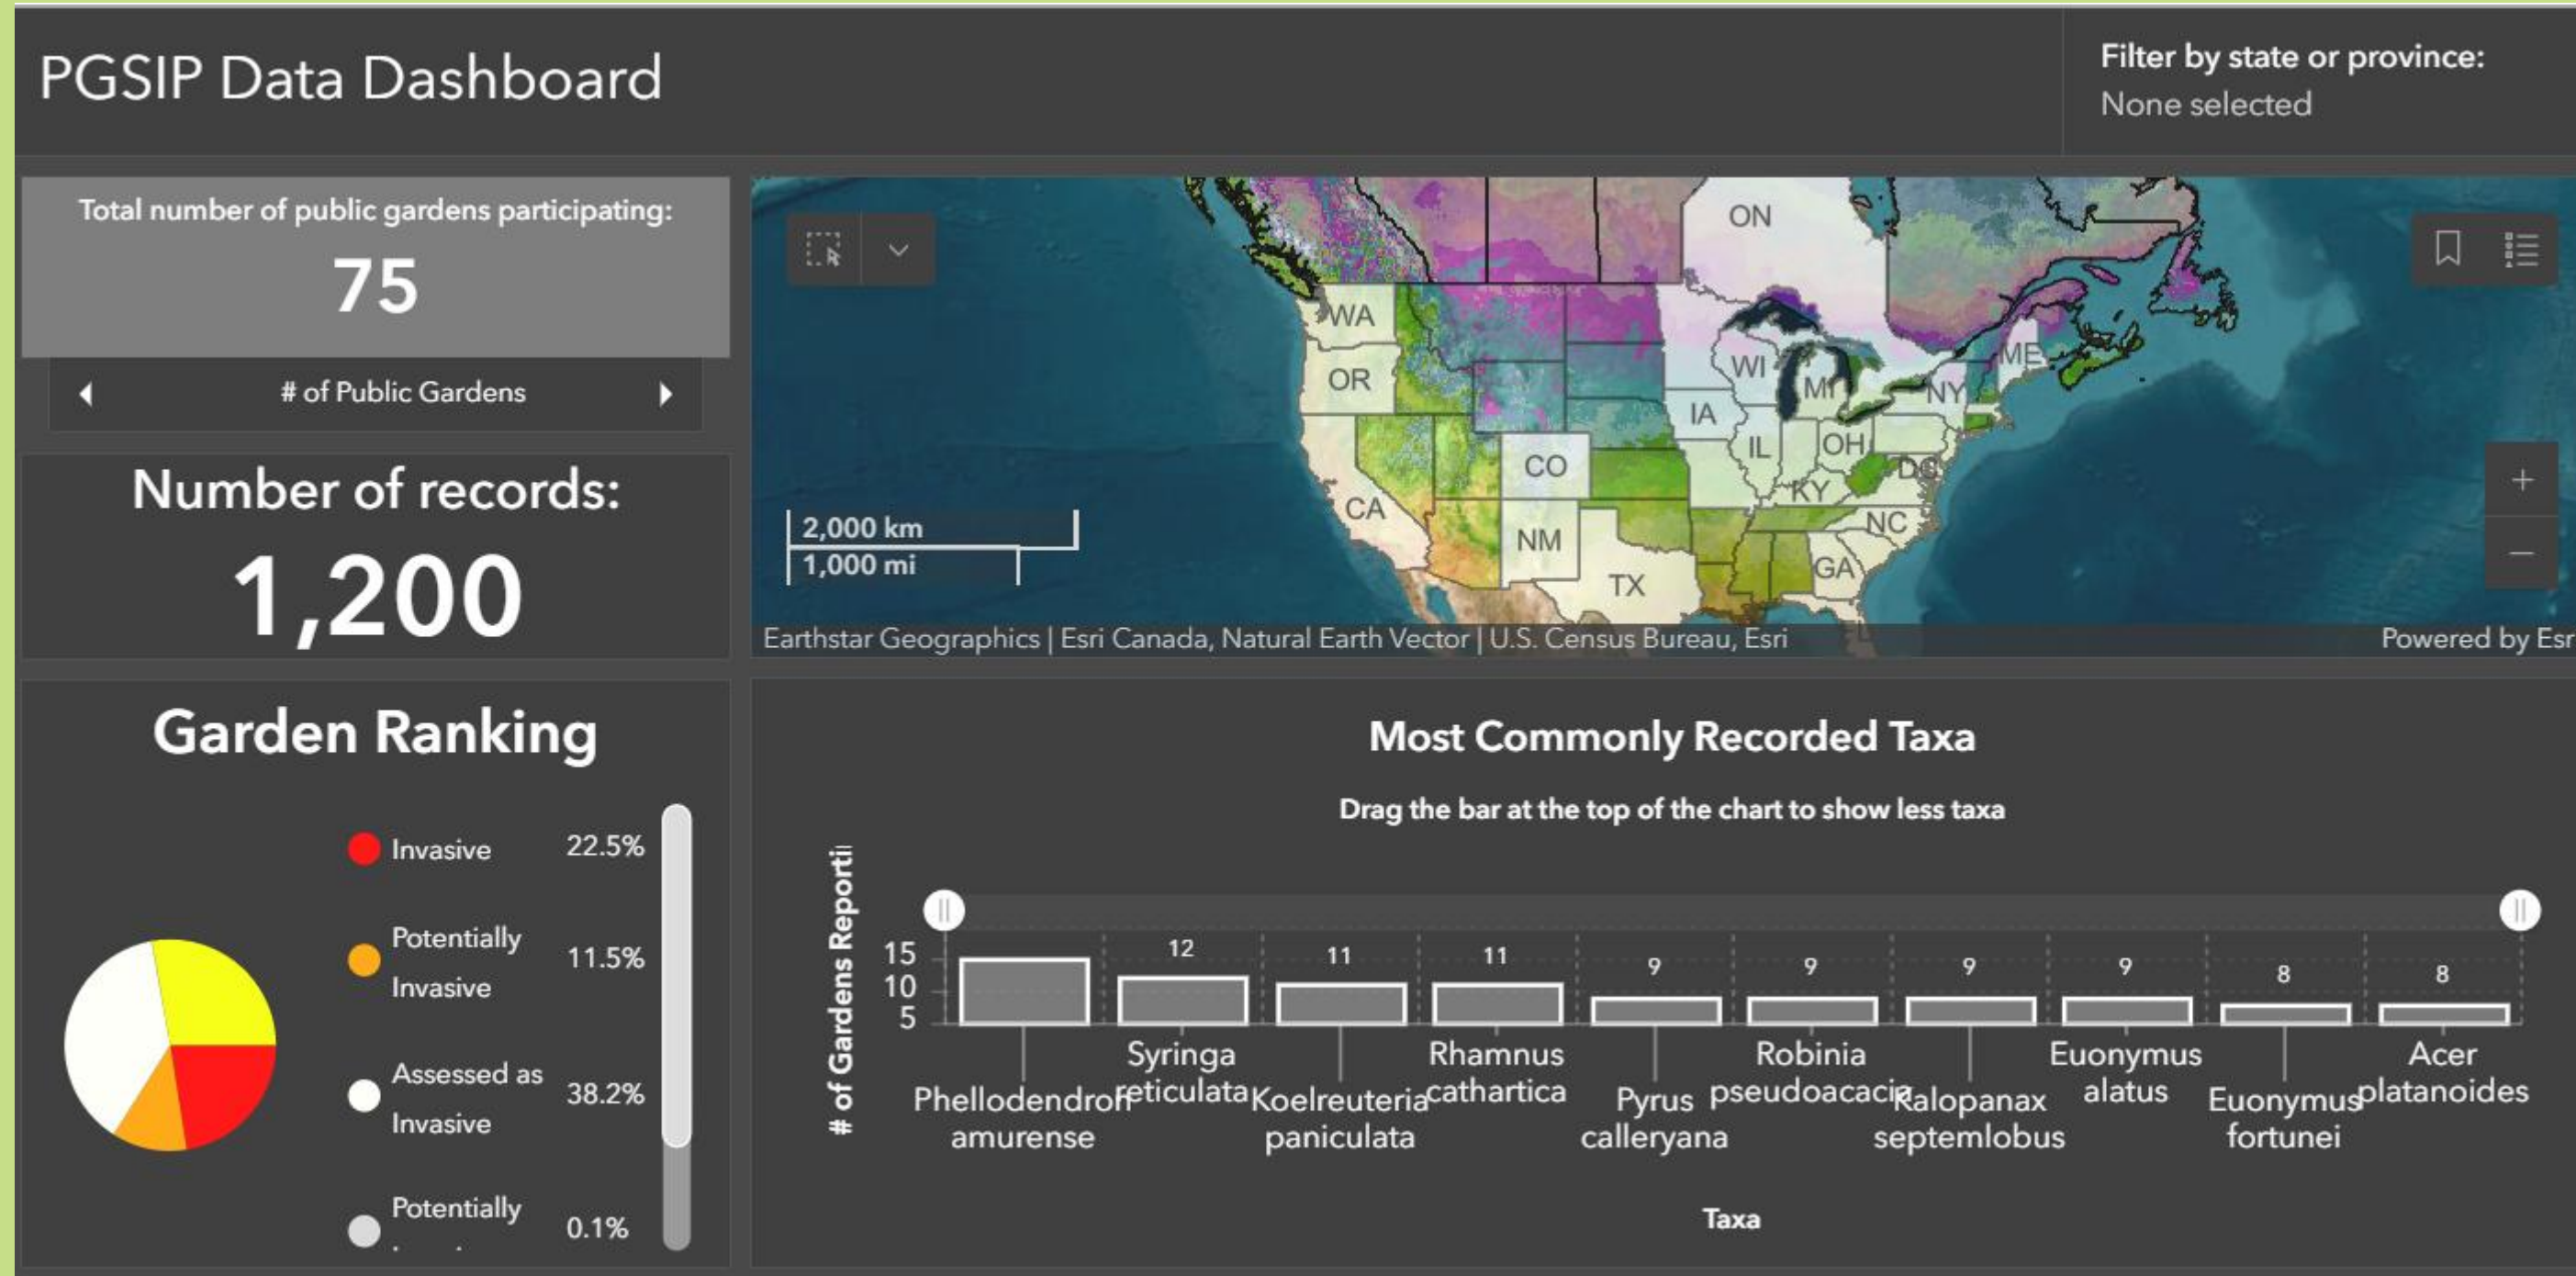 PGSIP Data Dashboard
Filter by state or province:
None selected
Total number of public gardens participating:
75
# of Public Gardens
Number of records:
1,200
ON
WA
OR
WI
MI
ME
NY
IA
IL
OH
CO
KY
CA
NM
NC
TX
GA
2,000 km
1,000 mi
Earthstar Geographics | Esri Canada, Natural Earth Vector | U.S. Census Bureau, Esri
Powered by Esr
Garden Ranking
Invasive 22.5%
Potentially
Invasive
11.5%
Assessed as
Invasive
38.2%
Potentially
0.1%
Most Commonly Recorded Taxa
Drag the bar at the top of the chart to show less taxa
# of Gardens Reporti
15
10
5
12
11
11
9
9
9
9
8
8
Phellodendron
amurense
Syringa
reticulata
Koelreuteria
paniculata
Rhamnus
cathartica
Pyrus
calleryana
Robinia
pseudoacacia
Kalopanax
septemlobus
Euonymus
alatus
Euonymus
fortunei
Acer
platanoides
Taxa